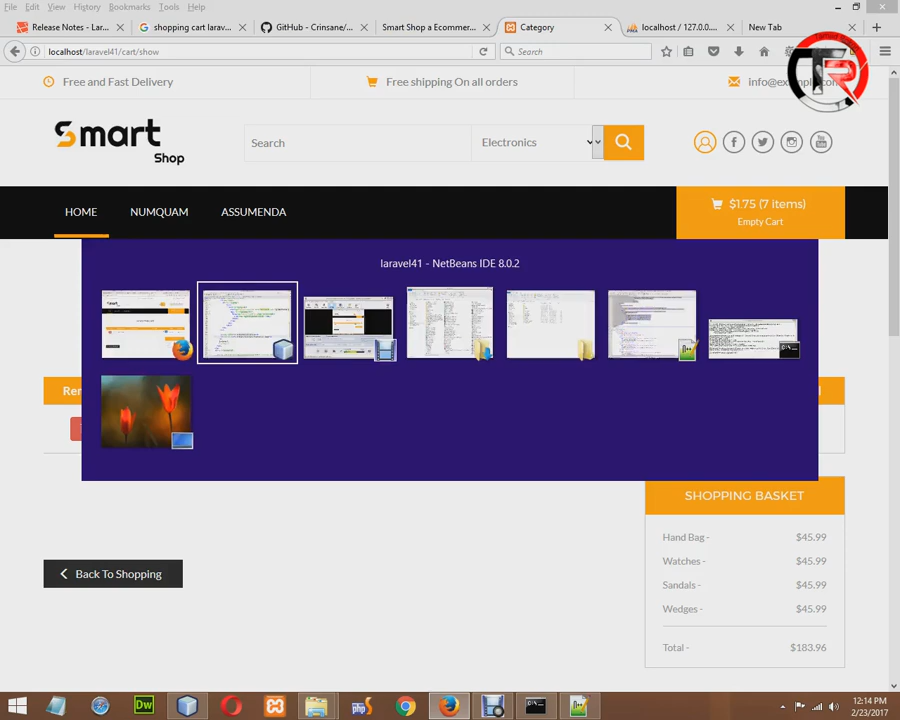 File Edit View History Bookmarks Tools Help
Release Notes - Lar...
shopping cart larav...
GitHub - Crinsane/...
Smart Shop a Ecommer...
Category
localhost / 127.0.0....
New Tab
localhost/laravel41/cart/show
Search
Free and Fast Delivery
Free shipping On all orders
TR
Smart
Shop
Search
Electronics
You
Tube
HOME
NUMQUAM
ASSUMENDA
$1.75 (7 items)
Empty Cart
laravel41 - NetBeans IDE 8.0.2
SHOPPING BASKET
Hand Bag - $45.99
Watches - $45.99
Sandals - $45.99
Wedges - $45.99
Total - $183.96
Back To Shopping
Dw
12:14 PM
2/23/2017